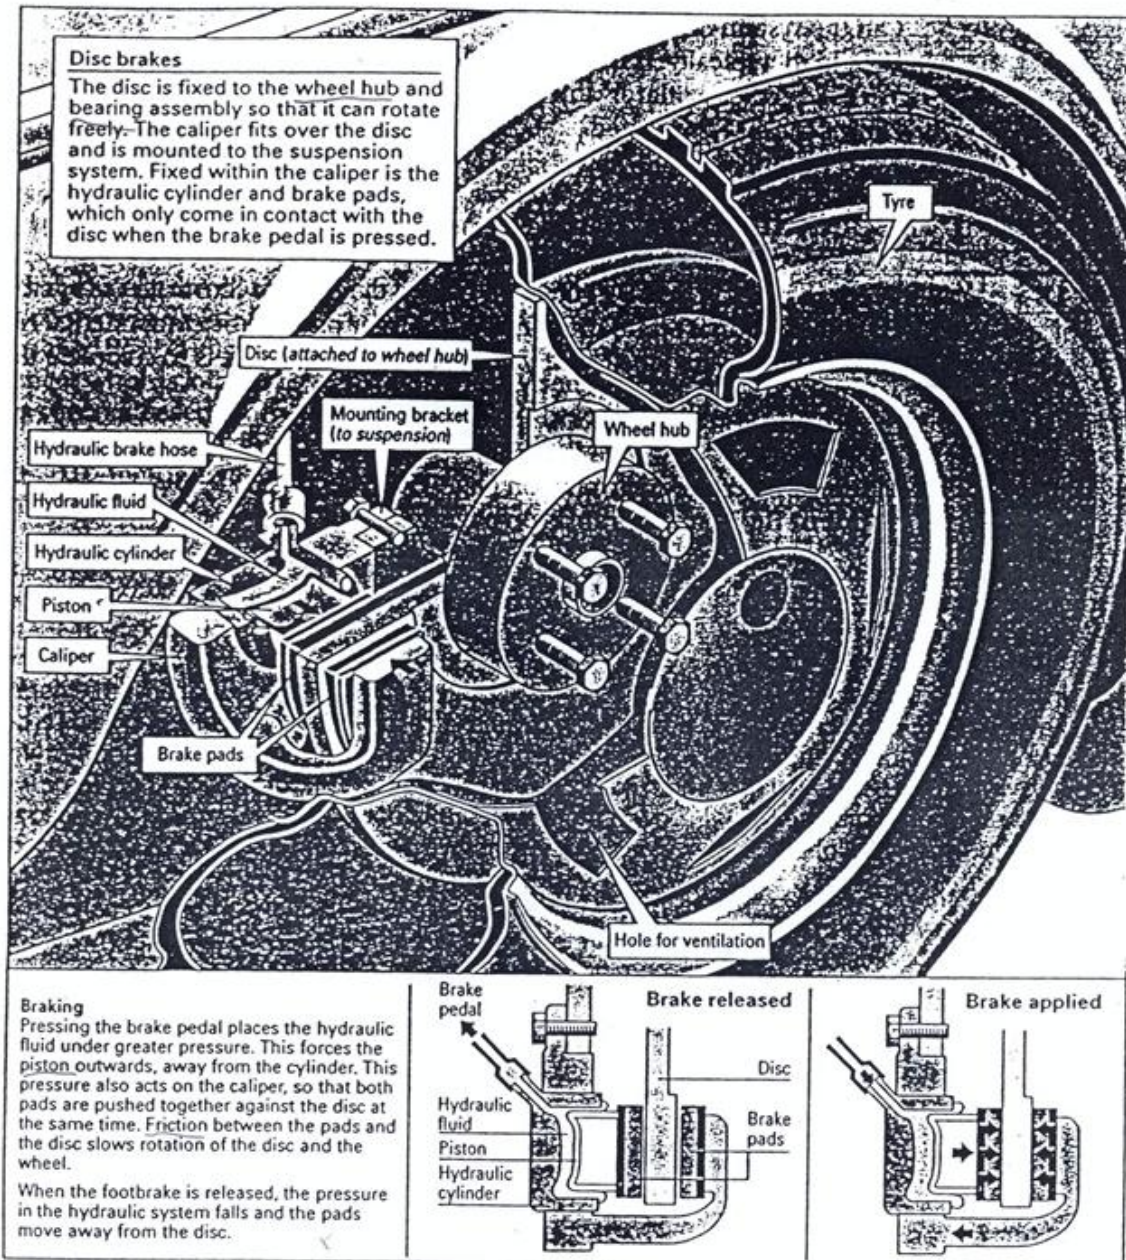 Disc brakes
The disc is fixed to the wheel hub and
bearing assembly so that it can rotate
freely. The caliper fits over the disc
and is mounted to the suspension
system. Fixed within the caliper is the
hydraulic cylinder and brake pads,
which only come in contact with the
disc when the brake pedal is pressed.
Tyre
Disc (attached to wheel hub)
Mounting bracket
(to suspension)
Wheel hub
Hydraulic brake hose
Hydraulic fluid
Hydraulic cylinder
Piston
Caliper
Brake pads
Hole for ventilation
Braking
Pressing the brake pedal places the hydraulic
fluid under greater pressure. This forces the
piston outwards, away from the cylinder. This
pressure also acts on the caliper, so that both
pads are pushed together against the disc at
the same time. Friction between the pads and
the disc slows rotation of the disc and the
wheel.
When the footbrake is released, the pressure
in the hydraulic system falls and the pads
move away from the disc.
Brake
pedal
Brake released
Disc
Hydraulic
fluid
Brake
pads
Piston
Hydraulic
cylinder
Brake applied